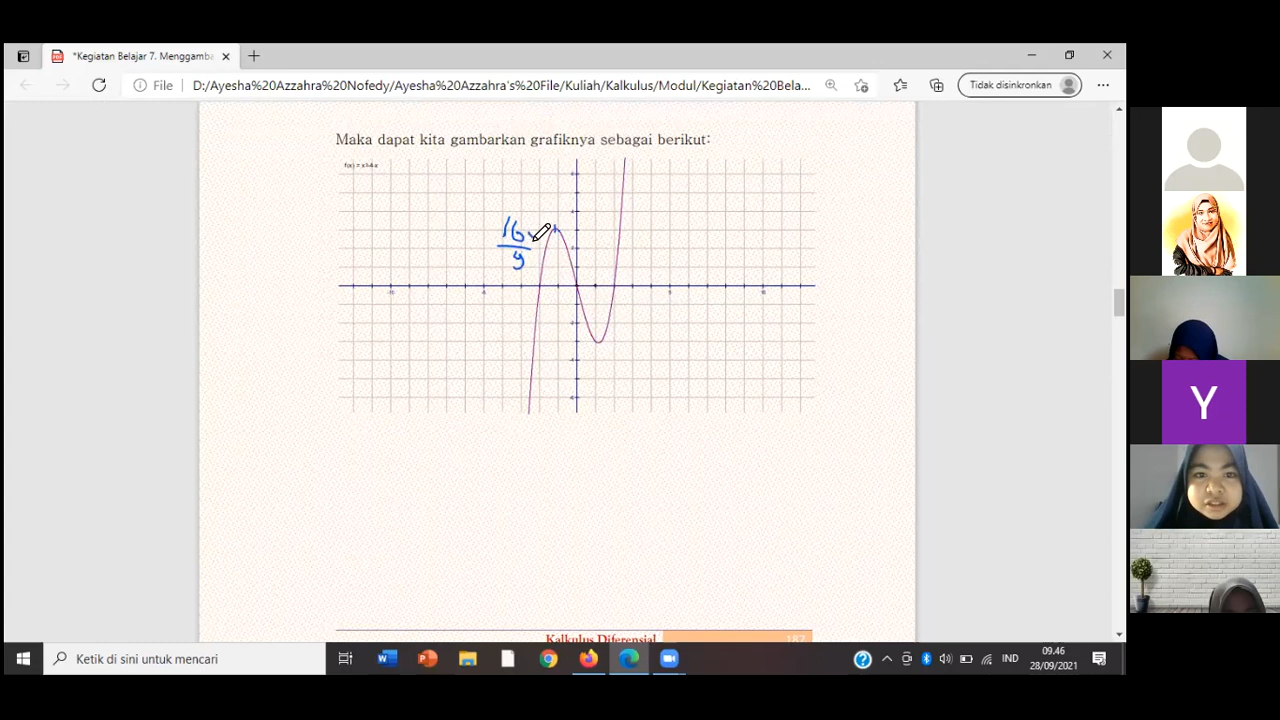 *Kegiatan Belajar 7. Menggamba
File
D:/Ayesha%20Azzahra%20Nofedy/Ayesha%20Azzahra's%20File/Kuliah/Kalkulus/Modul/Kegiatan%20Bela...
Tidak disinkronkan
Maka dapat kita gambarkan grafiknya sebagai berikut:
16
9
Y
Kalkulus Diferensial
187
Ketik di sini untuk mencari
IND
09.46
28/09/2021